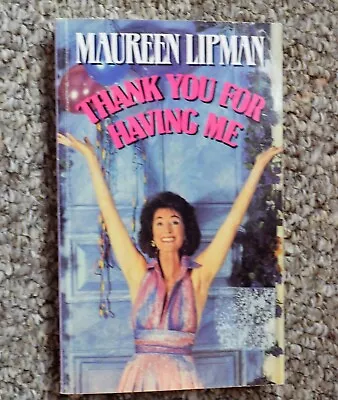 MAUREEN LIPMAN
THANK YOU FOR
HAVING ME